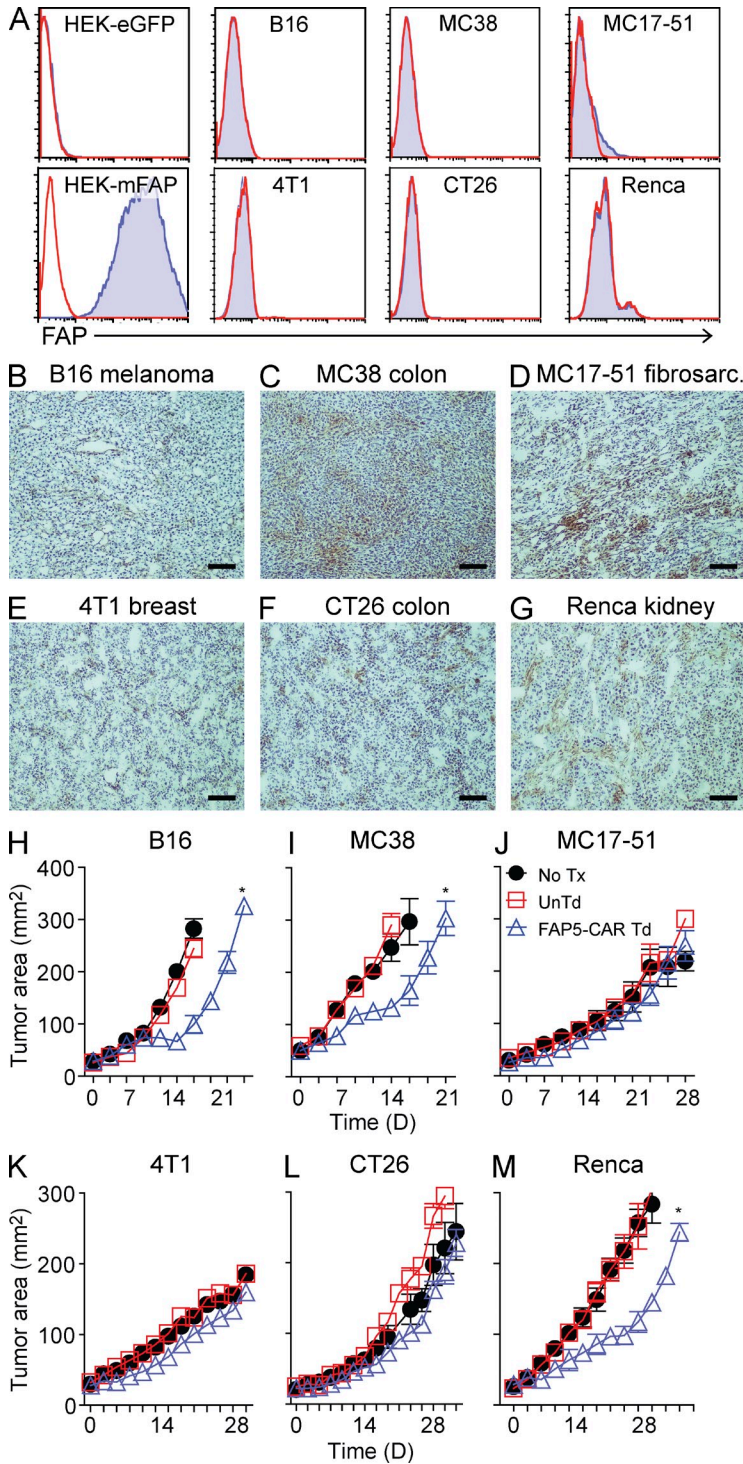 A
HEK-eGFP
B16
MC38
MC17-51
HEK-mFAP
4T1
CT26
Renca
FAP
B B16 melanoma
C MC38 colon
D MC17-51 fibrosarc.
E 4T1 breast
F CT26 colon
G Renca kidney
H B16
I MC38
J MC17-51
Tumor area (mm2)
400
300
200
100
0
*
*
No Tx
UnTd
FAP5-CAR Td
0 7 14 21
0 7 14 21
0 7 14 21 28
Time (D)
K 4T1
L CT26
M Renca
Tumor area (mm2)
300
200
100
0
*
0 14 28
0 14 28
0 14 28
Time (D)